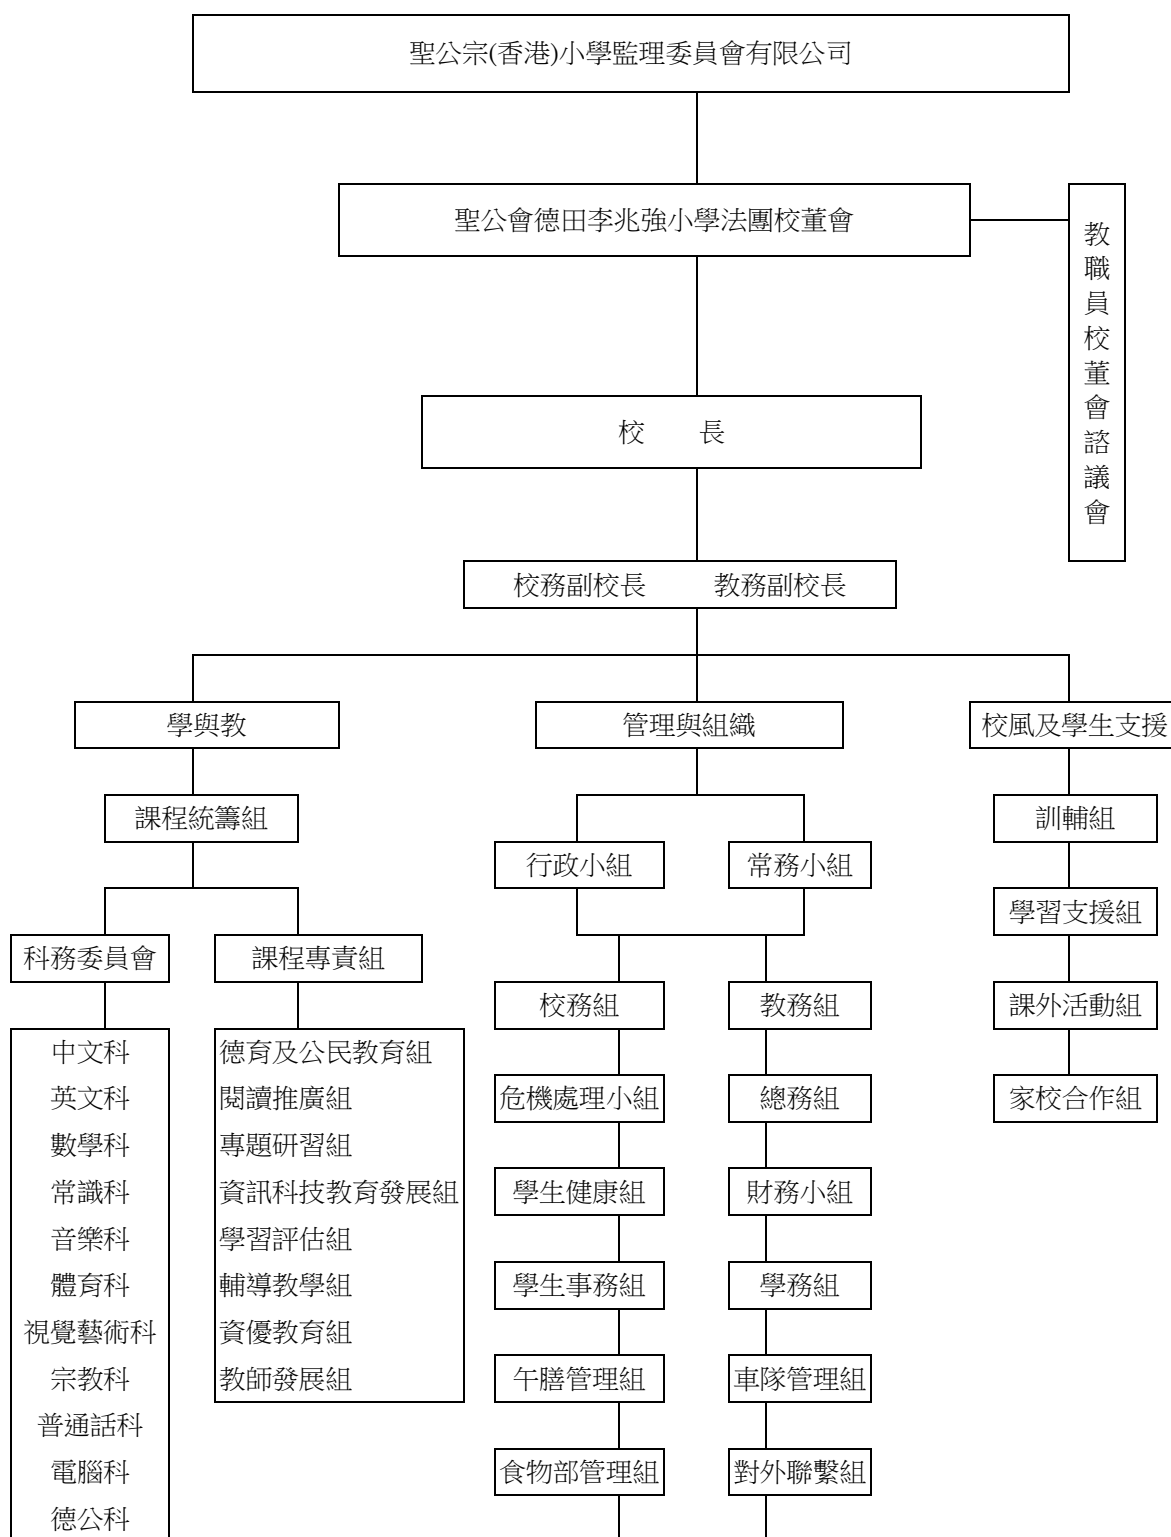 聖公宗(香港)小學監理委員會有限公司
聖公會德田李兆強小學法團校董會
教職員校董會諮議會
校　　長
校務副校長　　教務副校長
學與教
管理與組織
校風及學生支援
課程統籌組
訓輔組
行政小組
常務小組
學習支援組
科務委員會
課程專責組
校務組
教務組
課外活動組
中文科
英文科
數學科
常識科
音樂科
體育科
視覺藝術科
宗教科
普通話科
電腦科
德公科
德育及公民教育組
閱讀推廣組
專題研習組
資訊科技教育發展組
學習評估組
輔導教學組
資優教育組
教師發展組
危機處理小組
總務組
家校合作組
學生健康組
財務小組
學生事務組
學務組
午膳管理組
車隊管理組
食物部管理組
對外聯繫組